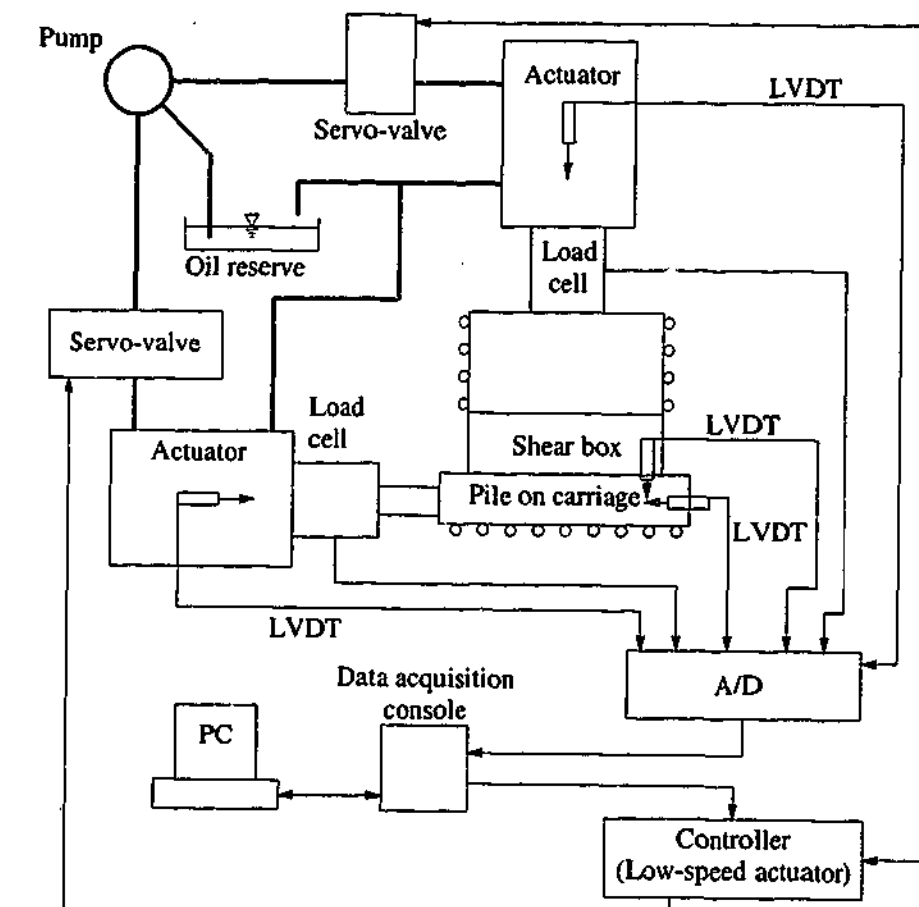 Pump
Actuator
LVDT
Servo-valve
Load
cell
Oil reserve
Servo-valve
Load
cell
LVDT
Actuator
Shear box
Pile on carriage
LVDT
LVDT
Data acquisition
console
A/D
PC
Controller
(Low-speed actuator)